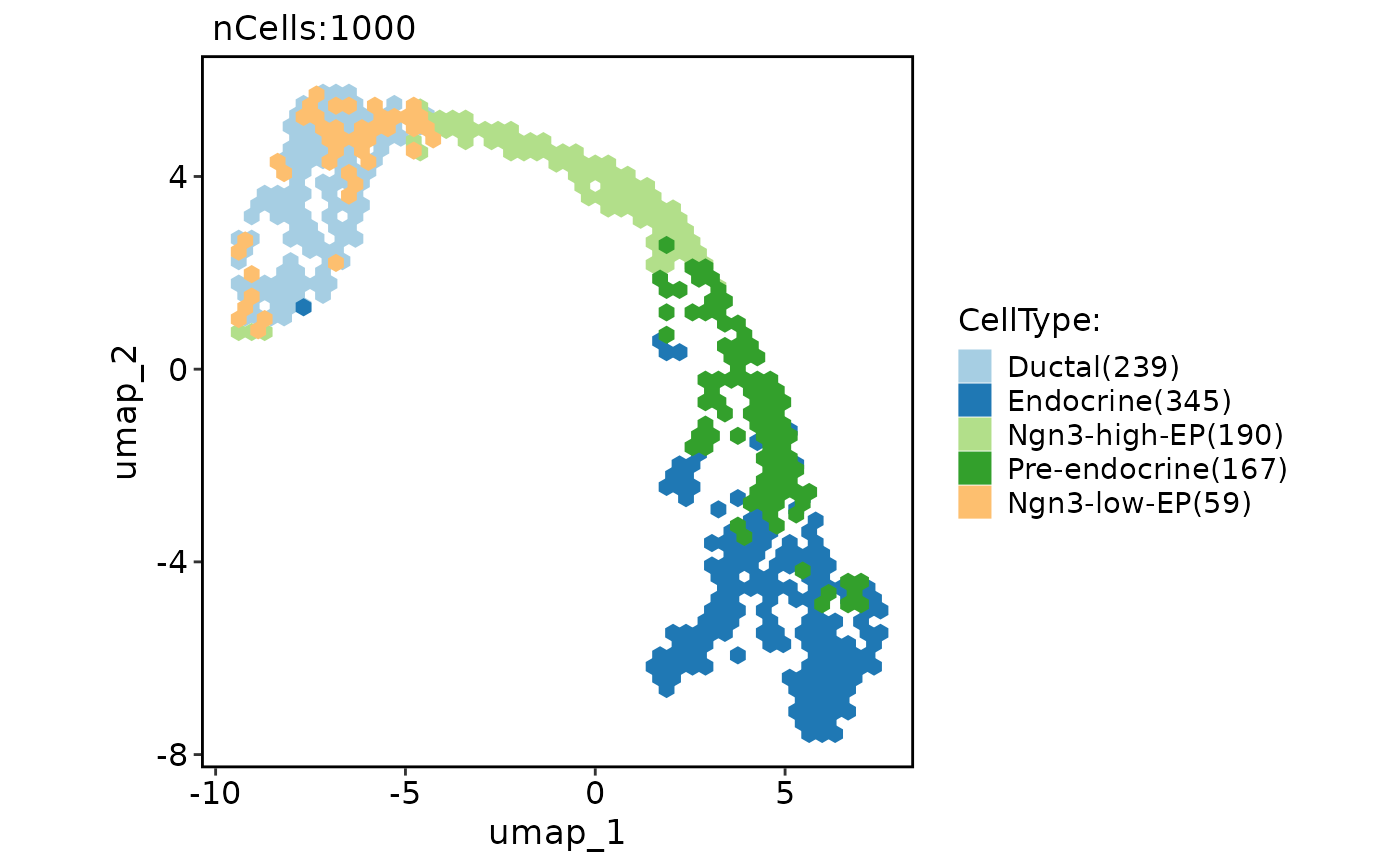 nCells:1000
umap_2
4
0
-4
-8
-10
-5
0
5
umap_1
CellType:
Ductal(239)
Endocrine(345)
Ngn3-high-EP(190)
Pre-endocrine(167)
Ngn3-low-EP(59)